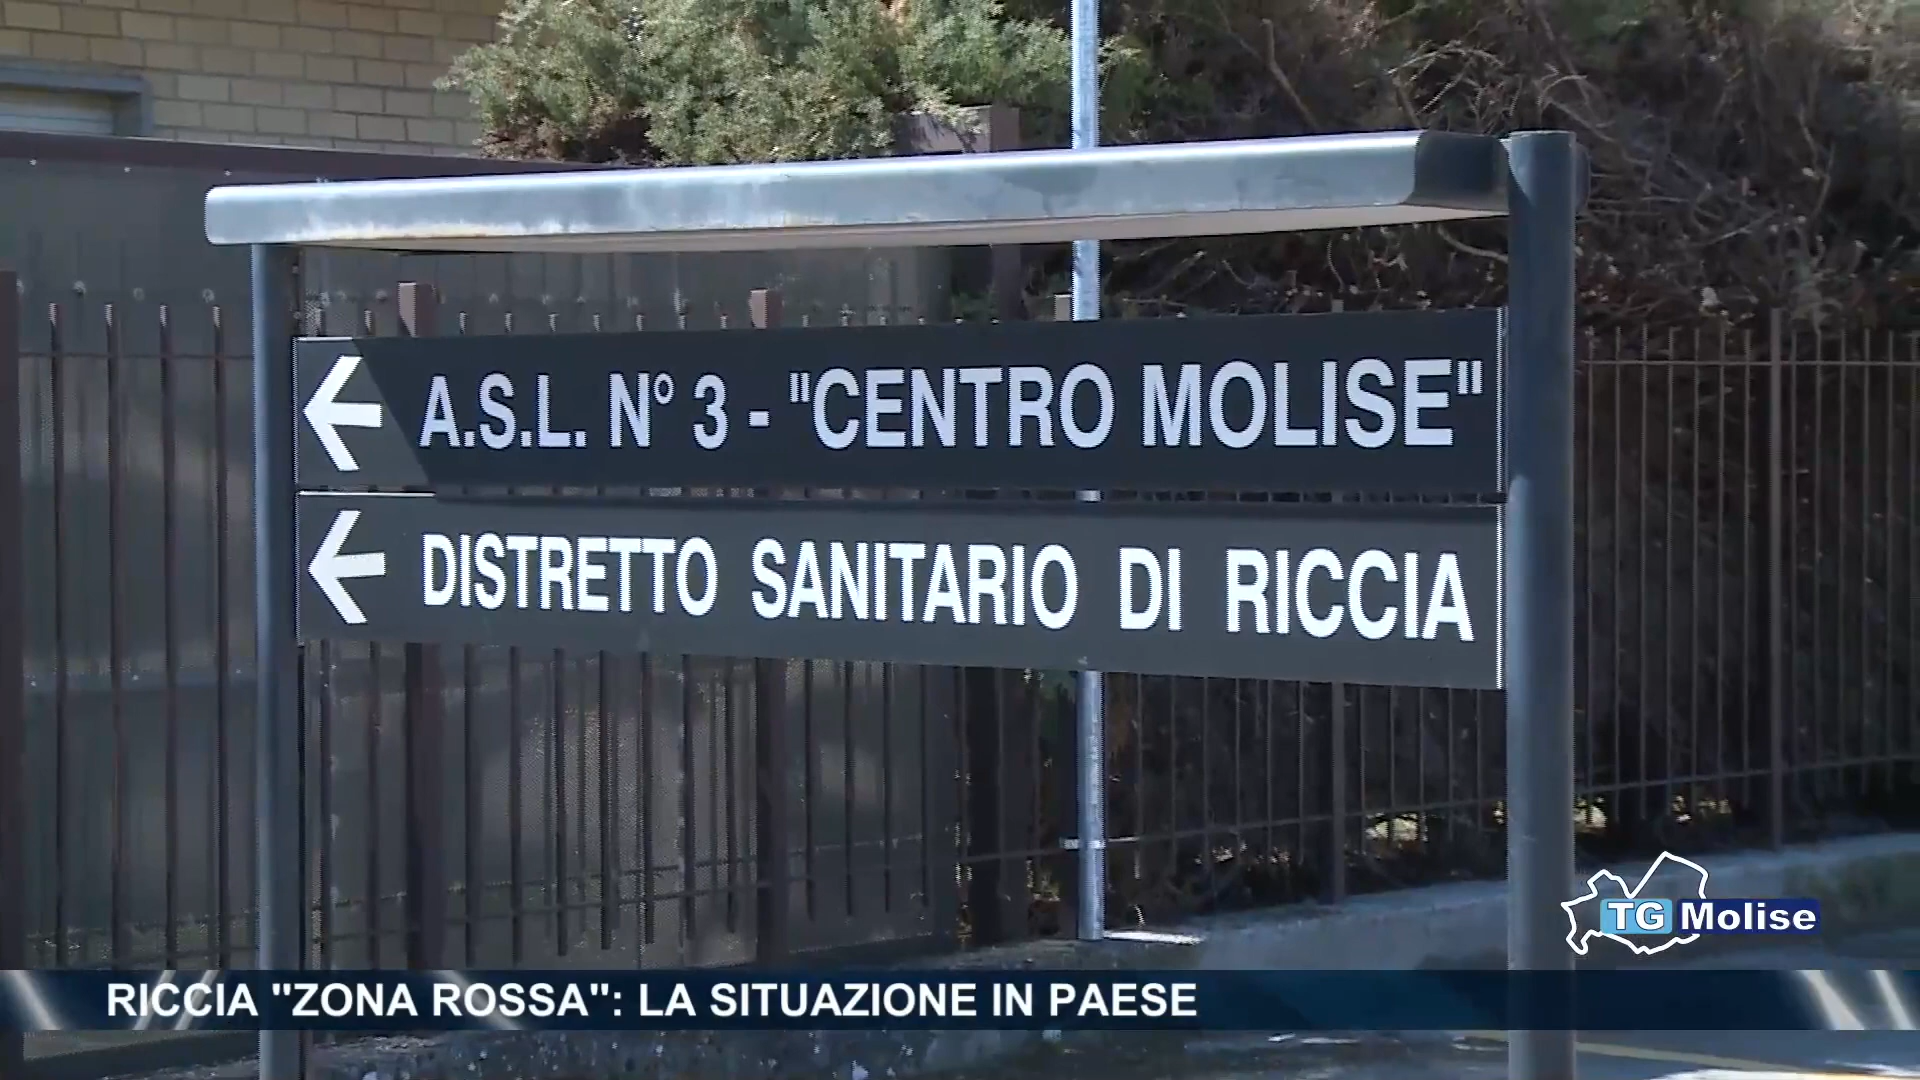 A.S.L. N° 3 - "CENTRO MOLISE"
DISTRETTO SANITARIO DI RICCIA
TG Molise
RICCIA "ZONA ROSSA": LA SITUAZIONE IN PAESE